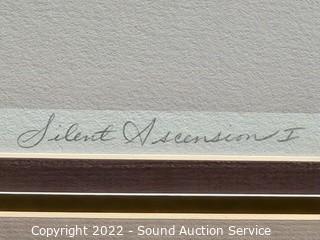 Silent Ascension I
Copyright 2022 - Sound Auction Service